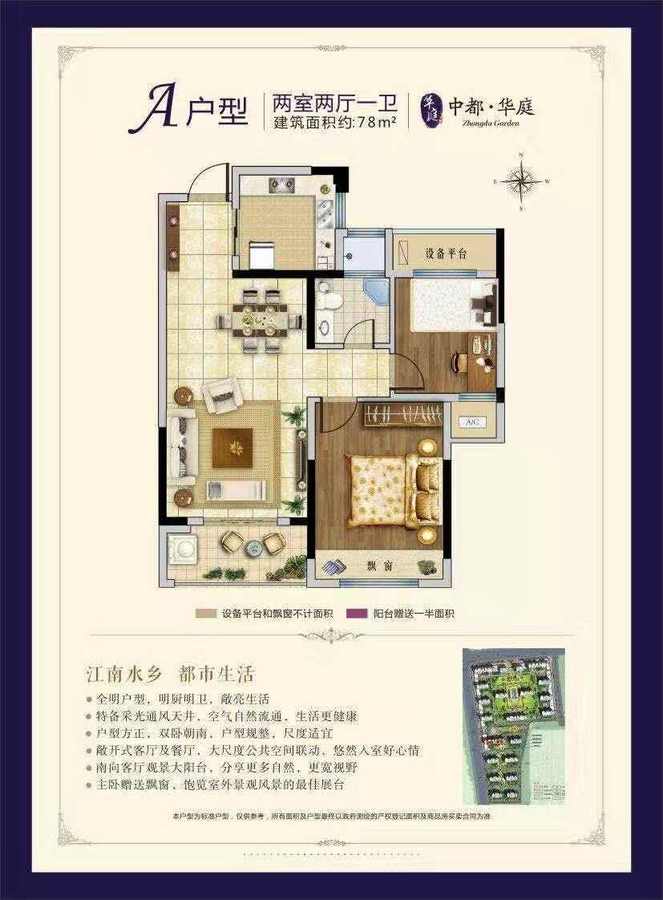 A户型
两室两厅一卫
建筑面积约:78m²
华庭
中都·华庭
Zhongdu Garden
N
W
S
设备平台
A/C
飘窗
设备平台和飘窗不计面积
阳台赠送一半面积
江南水乡 都市生活
全明户型，明厨明卫，敞亮生活
特备采光通风天井，空气自然流通，生活更健康
户型方正，双卧朝南，户型规整，尺度适宜
敞开式客厅及餐厅，大尺度公共空间联动，悠然入室好心情
南向客厅观景大阳台，分享更多自然，更宽视野
主卧赠送飘窗，饱览室外景观风景的最佳展台
本户型为标准户型，仅供参考，所有面积及户型最终以政府测绘的产权登记面积及商品房买卖合同为准